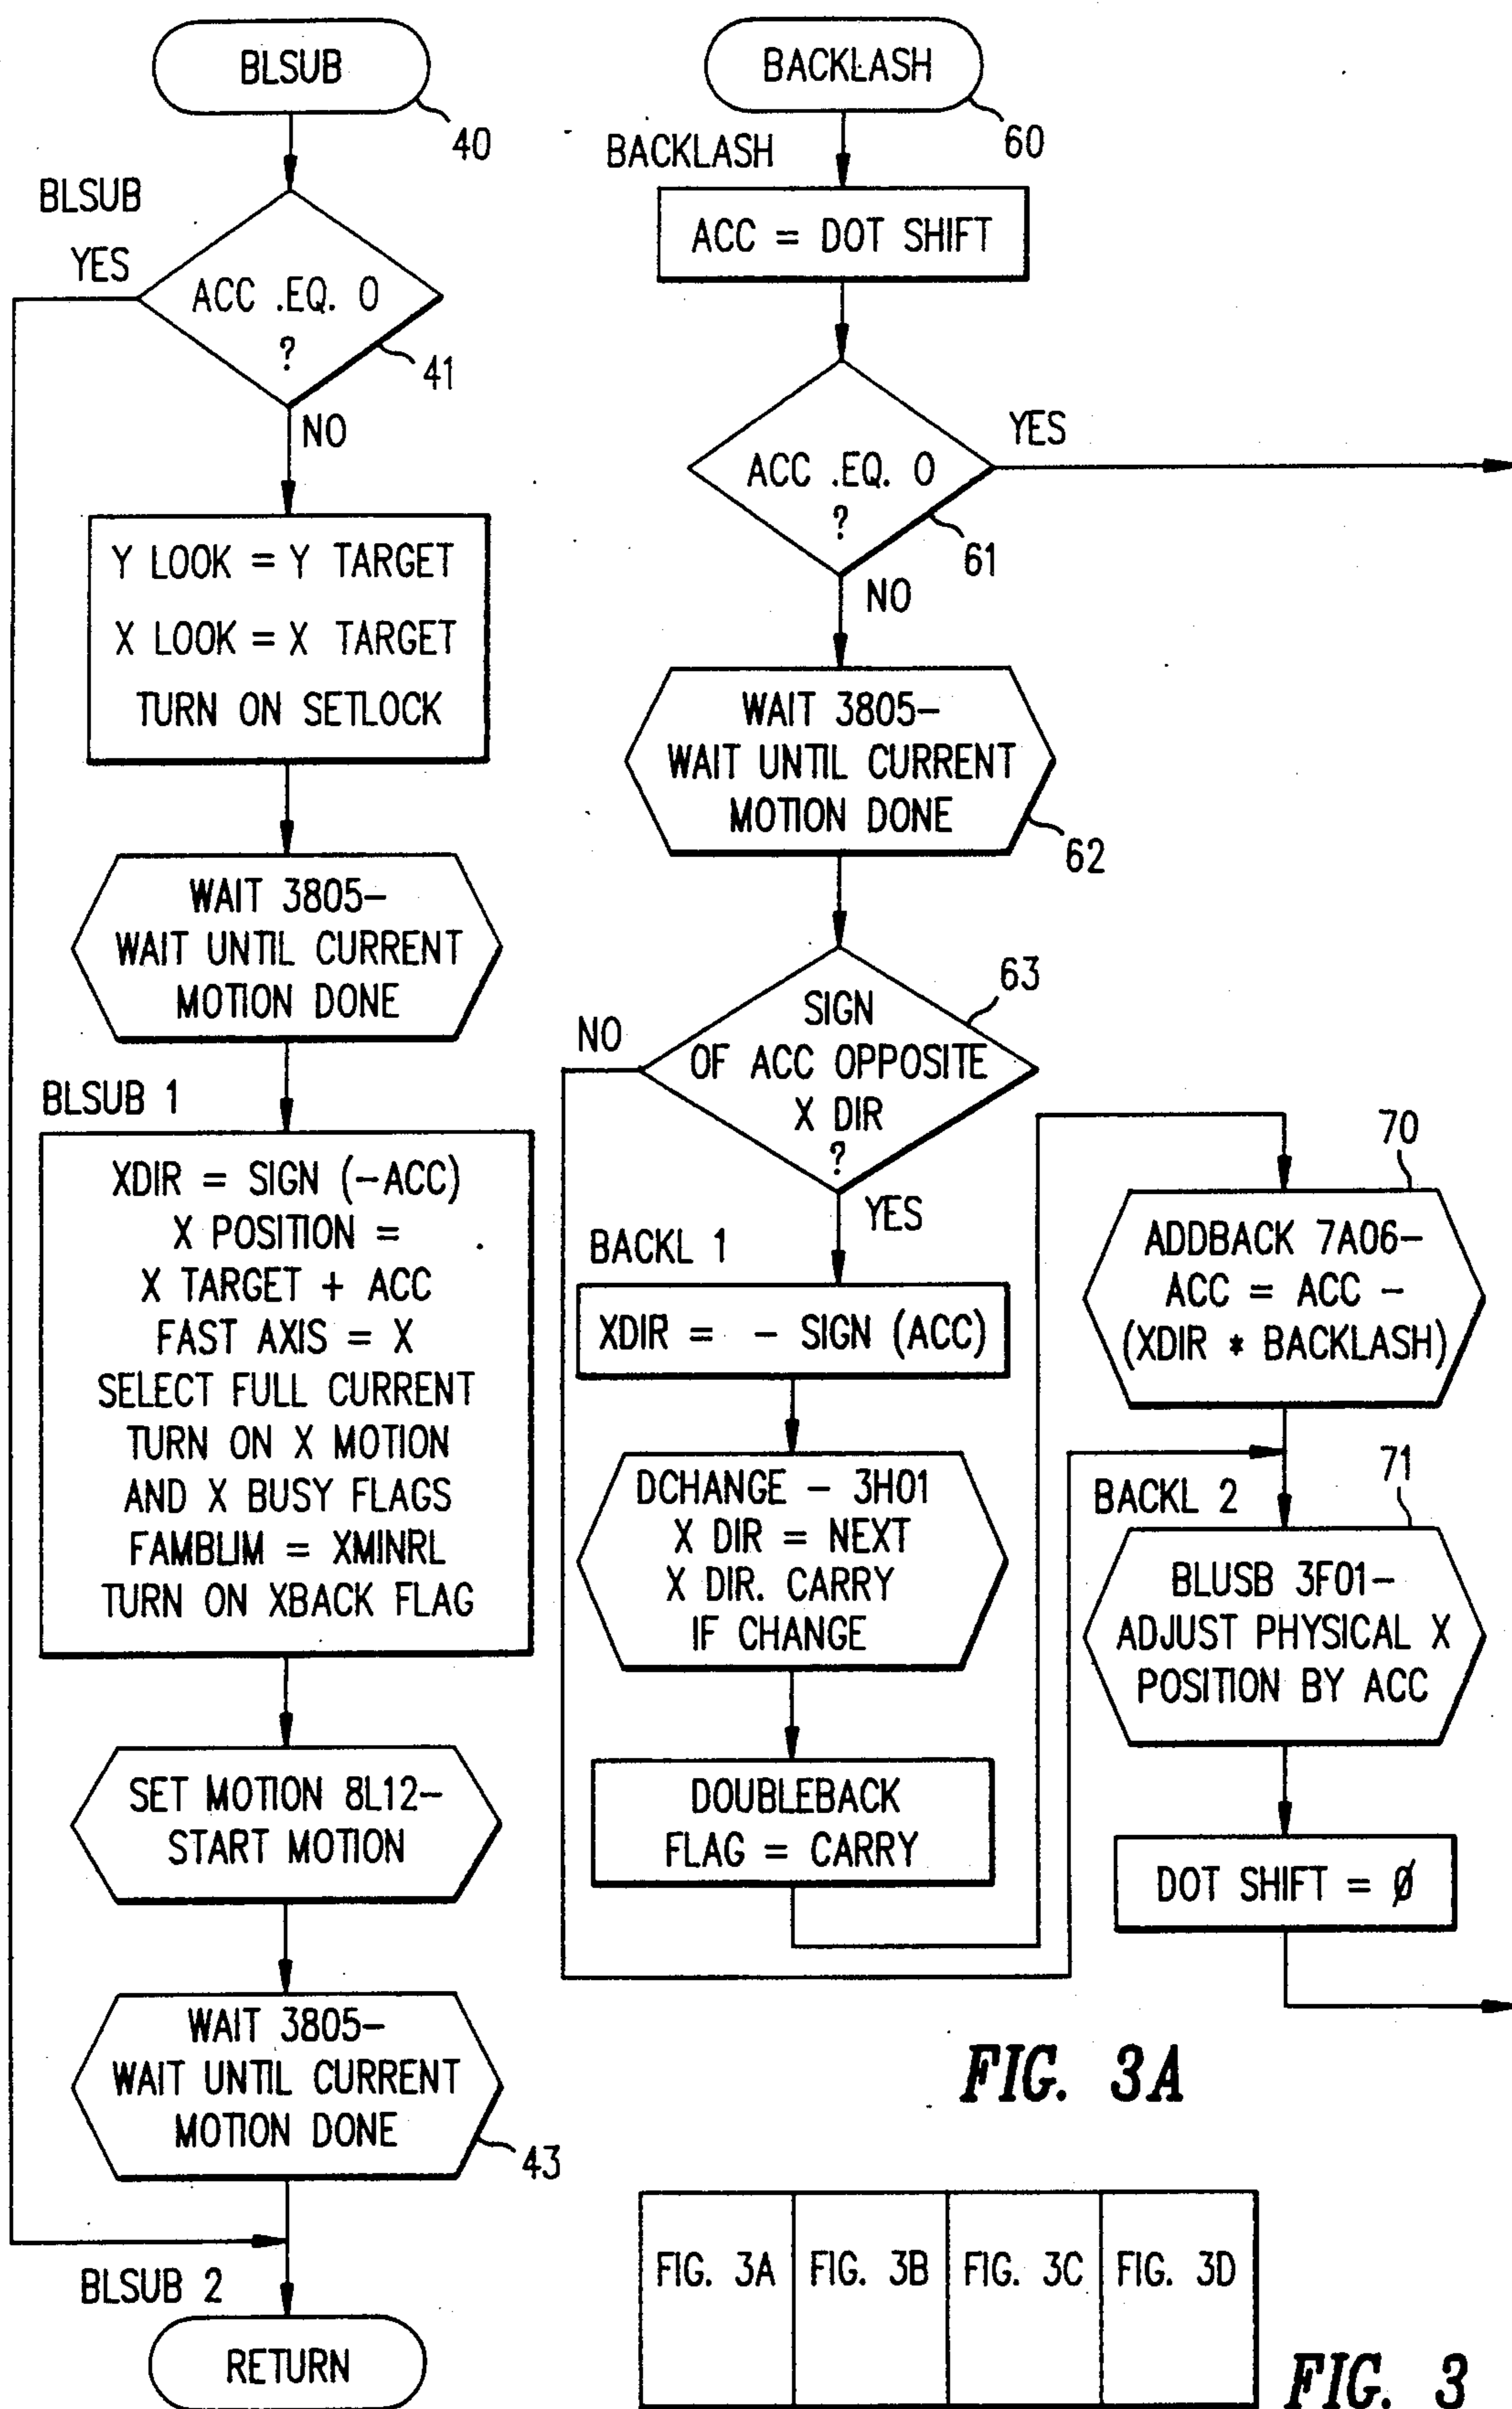 BLSUB
40
BLSUB
YES
ACC .EQ. 0
?
41
NO
Y LOOK = Y TARGET
X LOOK = X TARGET
TURN ON SETLOCK
WAIT 3805-
WAIT UNTIL CURRENT
MOTION DONE
BLSUB 1
XDIR = SIGN (-ACC)
X POSITION =
X TARGET + ACC
FAST AXIS = X
SELECT FULL CURRENT
TURN ON X MOTION
AND X BUSY FLAGS
FAMBLIM = XMINRL
TURN ON XBACK FLAG
SET MOTION 8L12-
START MOTION
WAIT 3805-
WAIT UNTIL CURRENT
MOTION DONE
43
BLSUB 2
RETURN
BACKLASH
60
BACKLASH
ACC = DOT SHIFT
ACC .EQ. 0
?
YES
61
NO
WAIT 3805-
WAIT UNTIL CURRENT
MOTION DONE
62
63
NO
SIGN
OF ACC OPPOSITE
X DIR
?
YES
BACKL 1
XDIR = - SIGN (ACC)
DCHANGE - 3H01
X DIR = NEXT
X DIR. CARRY
IF CHANGE
DOUBLEBACK
FLAG = CARRY
70
ADDBACK 7A06-
ACC = ACC -
(XDIR * BACKLASH)
BACKL 2
71
BLUSB 3F01-
ADJUST PHYSICAL X
POSITION BY ACC
DOT SHIFT = Ø
FIG. 3A
FIG. 3A FIG. 3B FIG. 3C FIG. 3D
FIG. 3